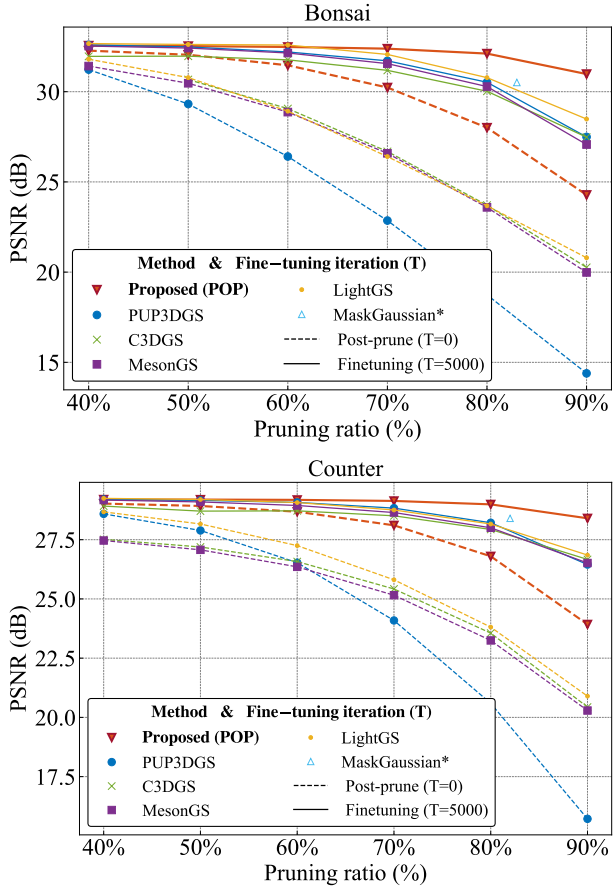 Bonsai
PSNR (dB)
30
25
20
15
Method & Fine−tuning iteration (T)
Proposed (POP)
PUP3DGS
C3DGS
MesonGS
LightGS
MaskGaussian*
Post-prune (T=0)
Finetuning (T=5000)
40% 50% 60% 70% 80% 90%
Pruning ratio (%)
Counter
PSNR (dB)
27.5
25.0
22.5
20.0
17.5
Method & Fine−tuning iteration (T)
Proposed (POP)
PUP3DGS
C3DGS
MesonGS
LightGS
MaskGaussian*
Post-prune (T=0)
Finetuning (T=5000)
40% 50% 60% 70% 80% 90%
Pruning ratio (%)